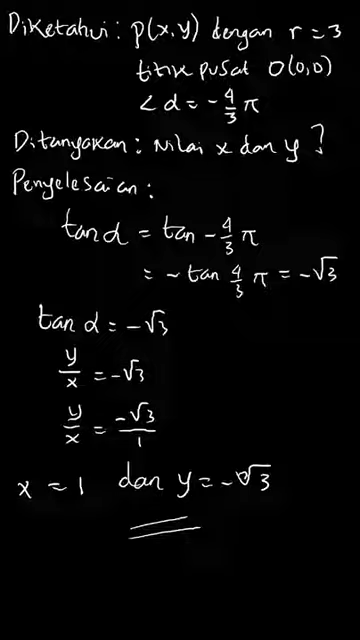 Diketahui: p(x,y) dengan r = 3
titik pusat O(0,0)
< α = -4/3 π
Ditanyakan: Nilai x dan y?
Penyelesaian:
tan α = tan -4/3 π
= - tan 4/3 π = -√3
tan α = -√3
y/x = -√3
y/x = -√3/1
x = 1 dan y = -√3